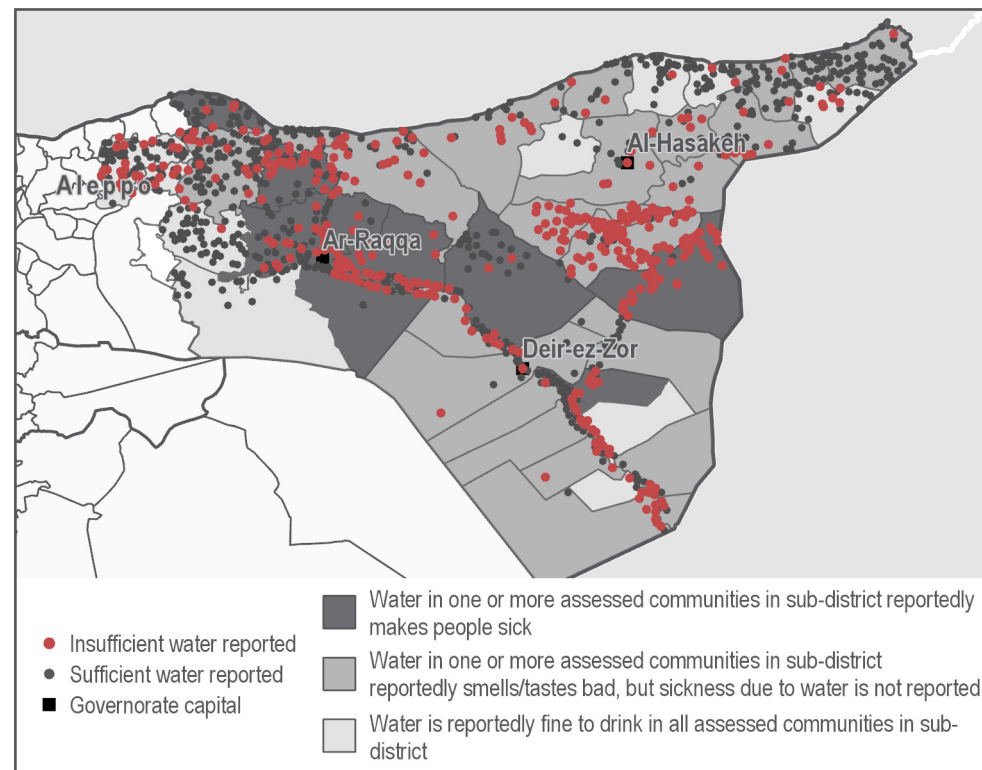 Al-Hasakeh
Aleppo
Ar-Raqqa
Deir-ez-Zor
Insufficient water reported
Sufficient water reported
Governorate capital
Water in one or more assessed communities in sub-district reportedly
makes people sick
Water in one or more assessed communities in sub-district
reportedly smells/tastes bad, but sickness due to water is not reported
Water is reportedly fine to drink in all assessed communities in sub-
district